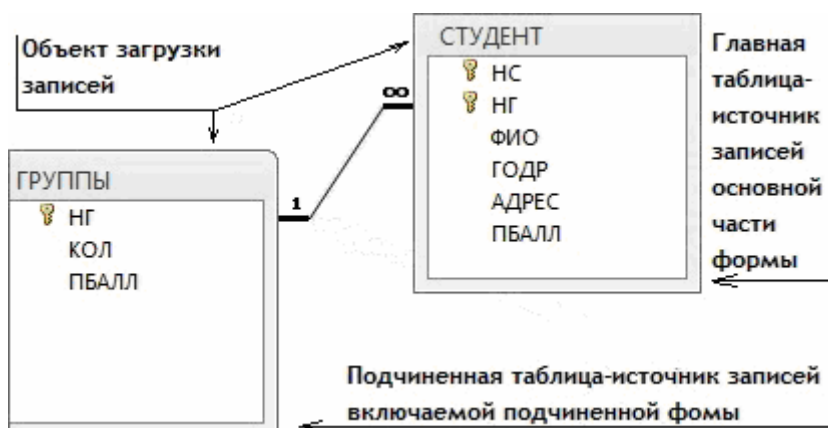 Объект загрузки
записей
СТУДЕНТ
НС
НГ
ФИО
ГОДР
АДРЕС
ПБАЛЛ
Главная
таблица-
источник
записей
основной
части
формы
∞
1
ГРУППЫ
НГ
КОЛ
ПБАЛЛ
Подчиненная таблица-источник записей
включаемой подчиненной фомы